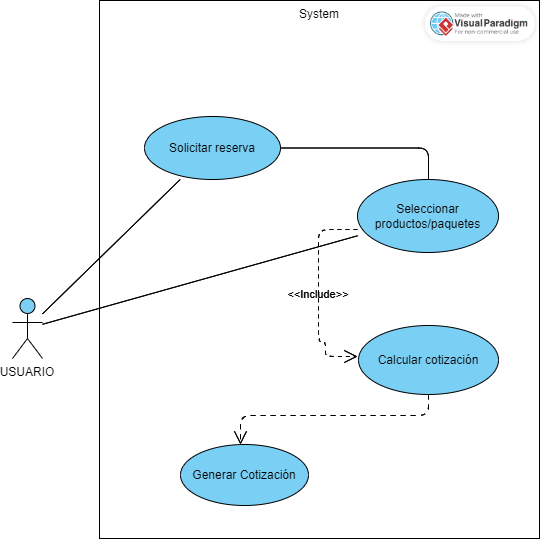 System
Made with
Visual Paradigm
For non-commercial use
Solicitar reserva
Seleccionar
productos/paquetes
<<Include>>
USUARIO
Calcular cotización
Generar Cotización